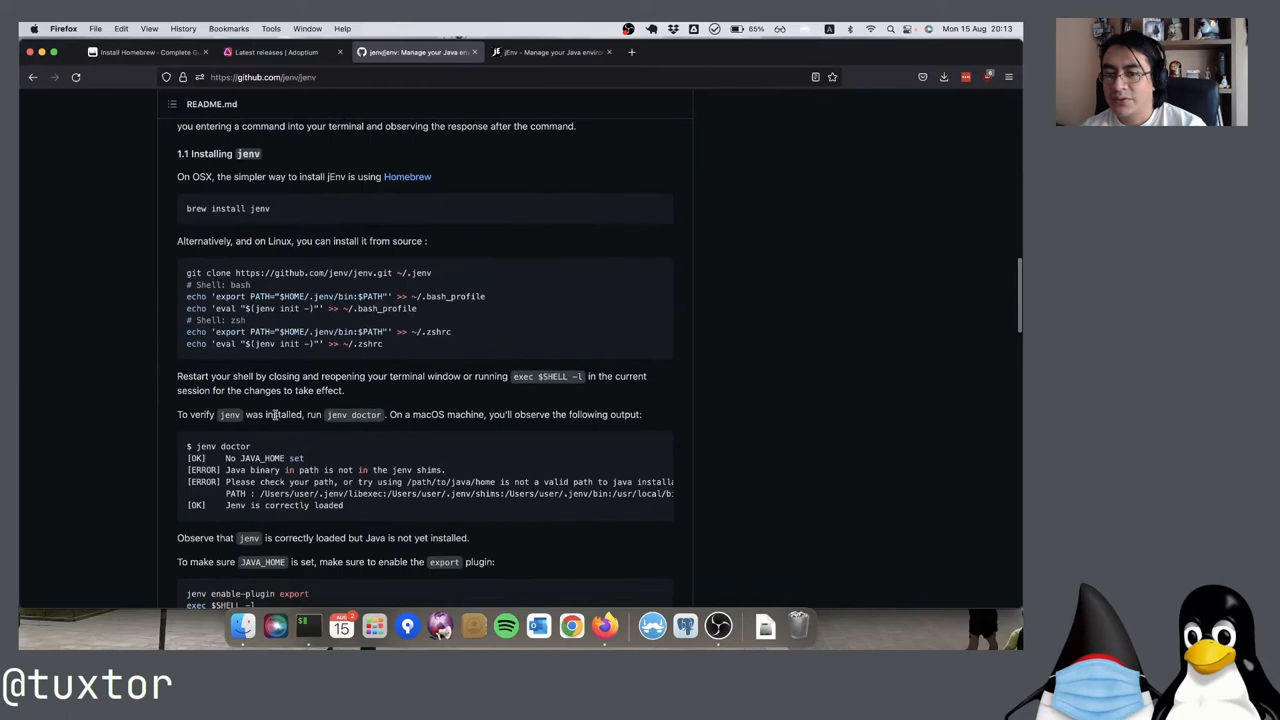 Firefox File Edit View History Bookmarks Tools Window Help 65% Mon 15 Aug 20:13
Install Homebrew - Complete G Latest releases | Adoptium jenv/jenv: Manage your Java en jEnv - Manage your Java enviro
https://github.com/jenv/jenv
README.md
you entering a command into your terminal and observing the response after the command.
1.1 Installing jenv
On OSX, the simpler way to install jEnv is using Homebrew
brew install jenv
Alternatively, and on Linux, you can install it from source :
git clone https://github.com/jenv/jenv.git ~/.jenv
# Shell: bash
echo 'export PATH="$HOME/.jenv/bin:$PATH"' >> ~/.bash_profile
echo 'eval "$(jenv init -)"' >> ~/.bash_profile
# Shell: zsh
echo 'export PATH="$HOME/.jenv/bin:$PATH"' >> ~/.zshrc
echo 'eval "$(jenv init -)"' >> ~/.zshrc
Restart your shell by closing and reopening your terminal window or running exec $SHELL -l in the current
session for the changes to take effect.
To verify jenv was installed, run jenv doctor. On a macOS machine, you'll observe the following output:
$ jenv doctor
[OK] No JAVA_HOME set
[ERROR] Java binary in path is not in the jenv shims.
[ERROR] Please check your path, or try using /path/to/java/home is not a valid path to java installa
PATH : /Users/user/.jenv/libexec:/Users/user/.jenv/shims:/Users/user/.jenv/bin:/usr/local/bi
[OK] Jenv is correctly loaded
Observe that jenv is correctly loaded but Java is not yet installed.
To make sure JAVA_HOME is set, make sure to enable the export plugin:
jenv enable-plugin export
exec $SHELL -l
AUG 2
15
@tuxtor